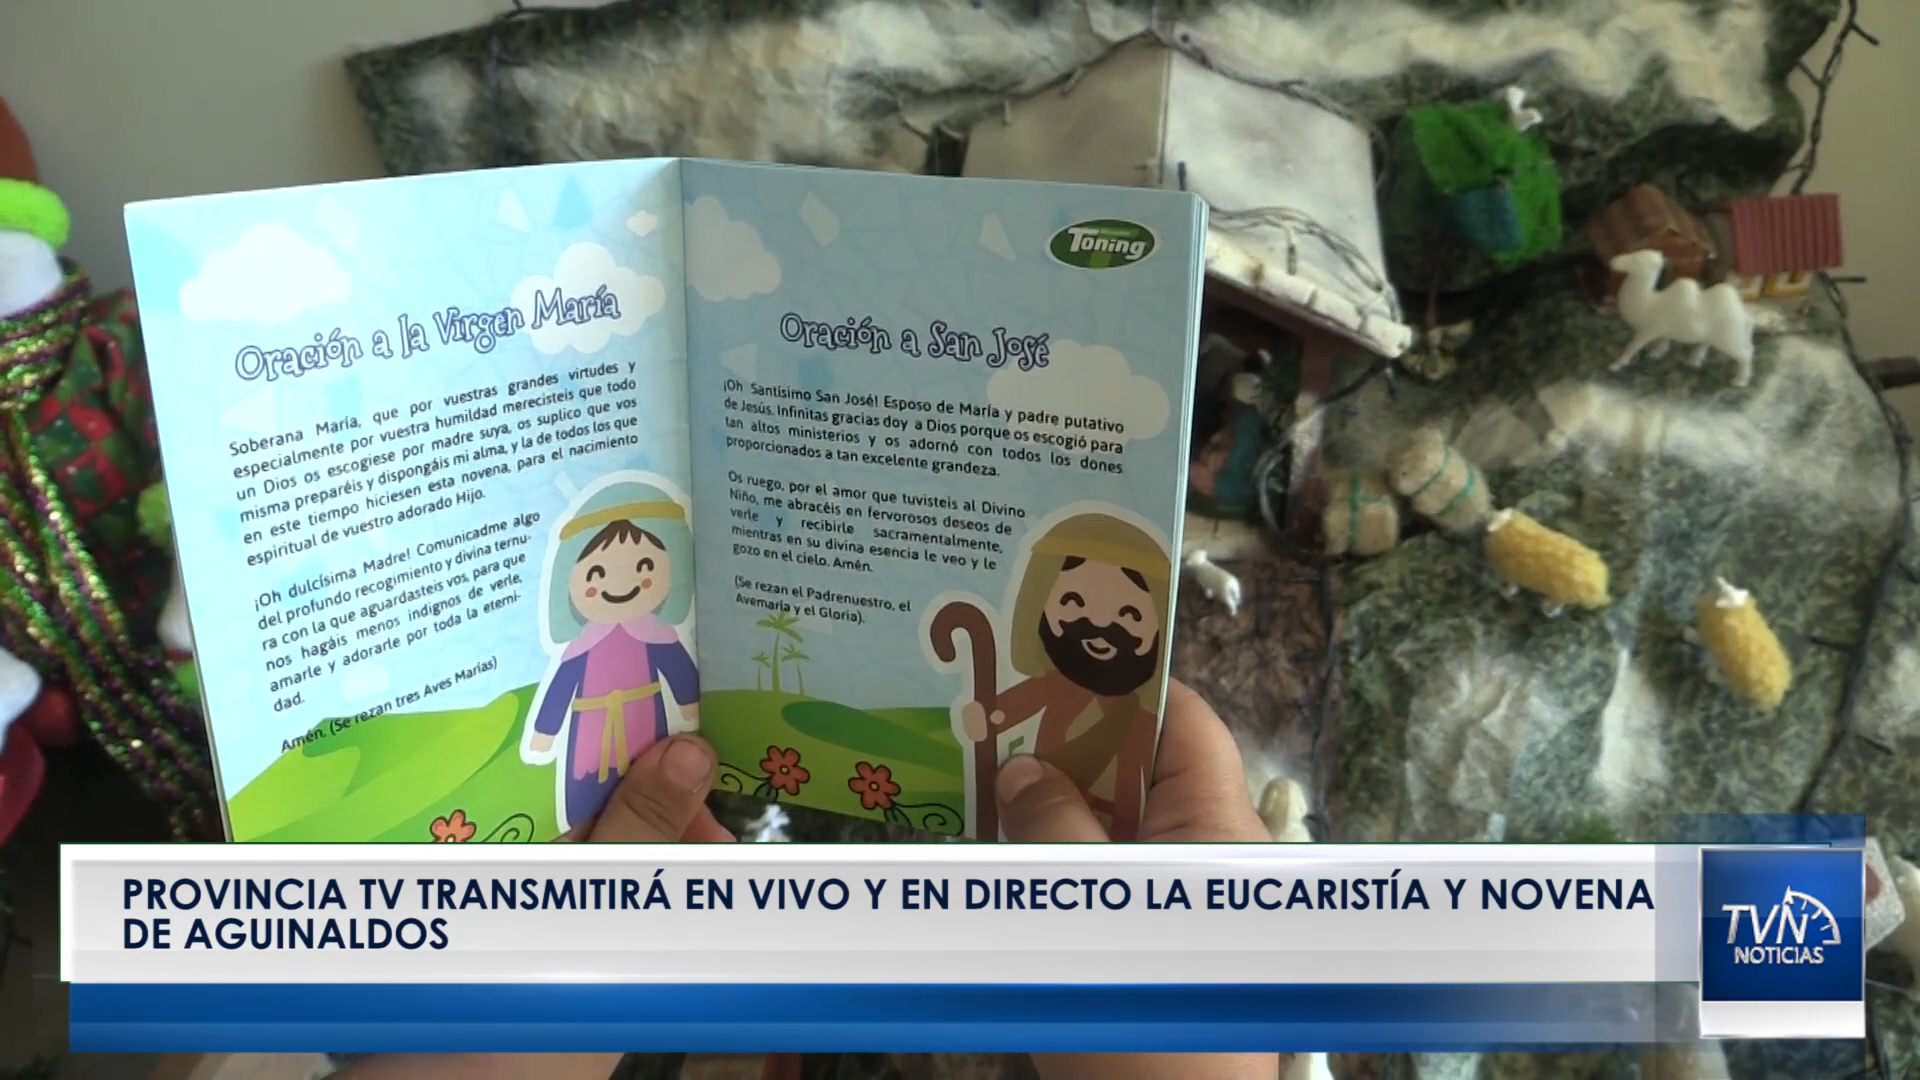 Oración a la Virgen María
Soberana María, que por vuestras grandes virtudes y
especialmente por vuestra humildad merecisteis que todo
un Dios os escogiese por madre suya, os suplico que vos
misma preparéis y dispongáis mi alma, y la de todos los que
en este tiempo hiciesen esta novena, para el nacimiento
espiritual de vuestro adorado Hijo.
¡Oh dulcísima Madre! Comunicadme algo
del profundo recogimiento y divina ternu-
ra con la que aguardasteis vos, para que
nos hagáis menos indignos de verle,
amarle y adorarle por toda la eterni-
dad.
Amén. (Se rezan tres Aves Marías)
Toning
Oración a San José
¡Oh Santísimo San José! Esposo de María y padre putativo
de Jesús. Infinitas gracias doy a Dios porque os escogió para
tan altos ministerios y os adornó con todos los dones
proporcionados a tan excelente grandeza.
Os ruego, por el amor que tuvisteis al Divino
Niño, me abracéis en fervorosos deseos de
verle y recibirle sacramentalmente,
mientras en su divina esencia le veo y le
gozo en el cielo. Amén.
(Se rezan el Padrenuestro, el
Avemaría y el Gloria).
PROVINCIA TV TRANSMITIRÁ EN VIVO Y EN DIRECTO LA EUCARISTÍA Y NOVENA
DE AGUINALDOS
TVN
NOTICIAS